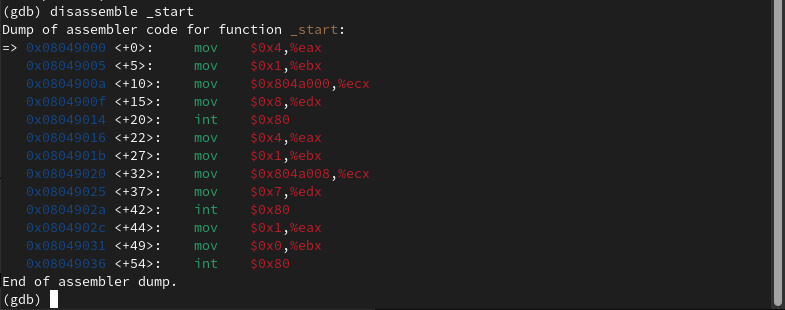 (gdb) disassemble _start
Dump of assembler code for function _start:
=> 0x08049000 <+0>:     mov    $0x4,%eax
   0x08049005 <+5>:     mov    $0x1,%ebx
   0x0804900a <+10>:    mov    $0x804a000,%ecx
   0x0804900f <+15>:    mov    $0x8,%edx
   0x08049014 <+20>:    int    $0x80
   0x08049016 <+22>:    mov    $0x4,%eax
   0x0804901b <+27>:    mov    $0x1,%ebx
   0x08049020 <+32>:    mov    $0x804a008,%ecx
   0x08049025 <+37>:    mov    $0x7,%edx
   0x0804902a <+42>:    int    $0x80
   0x0804902c <+44>:    mov    $0x1,%eax
   0x08049031 <+49>:    mov    $0x0,%ebx
   0x08049036 <+54>:    int    $0x80
End of assembler dump.
(gdb)